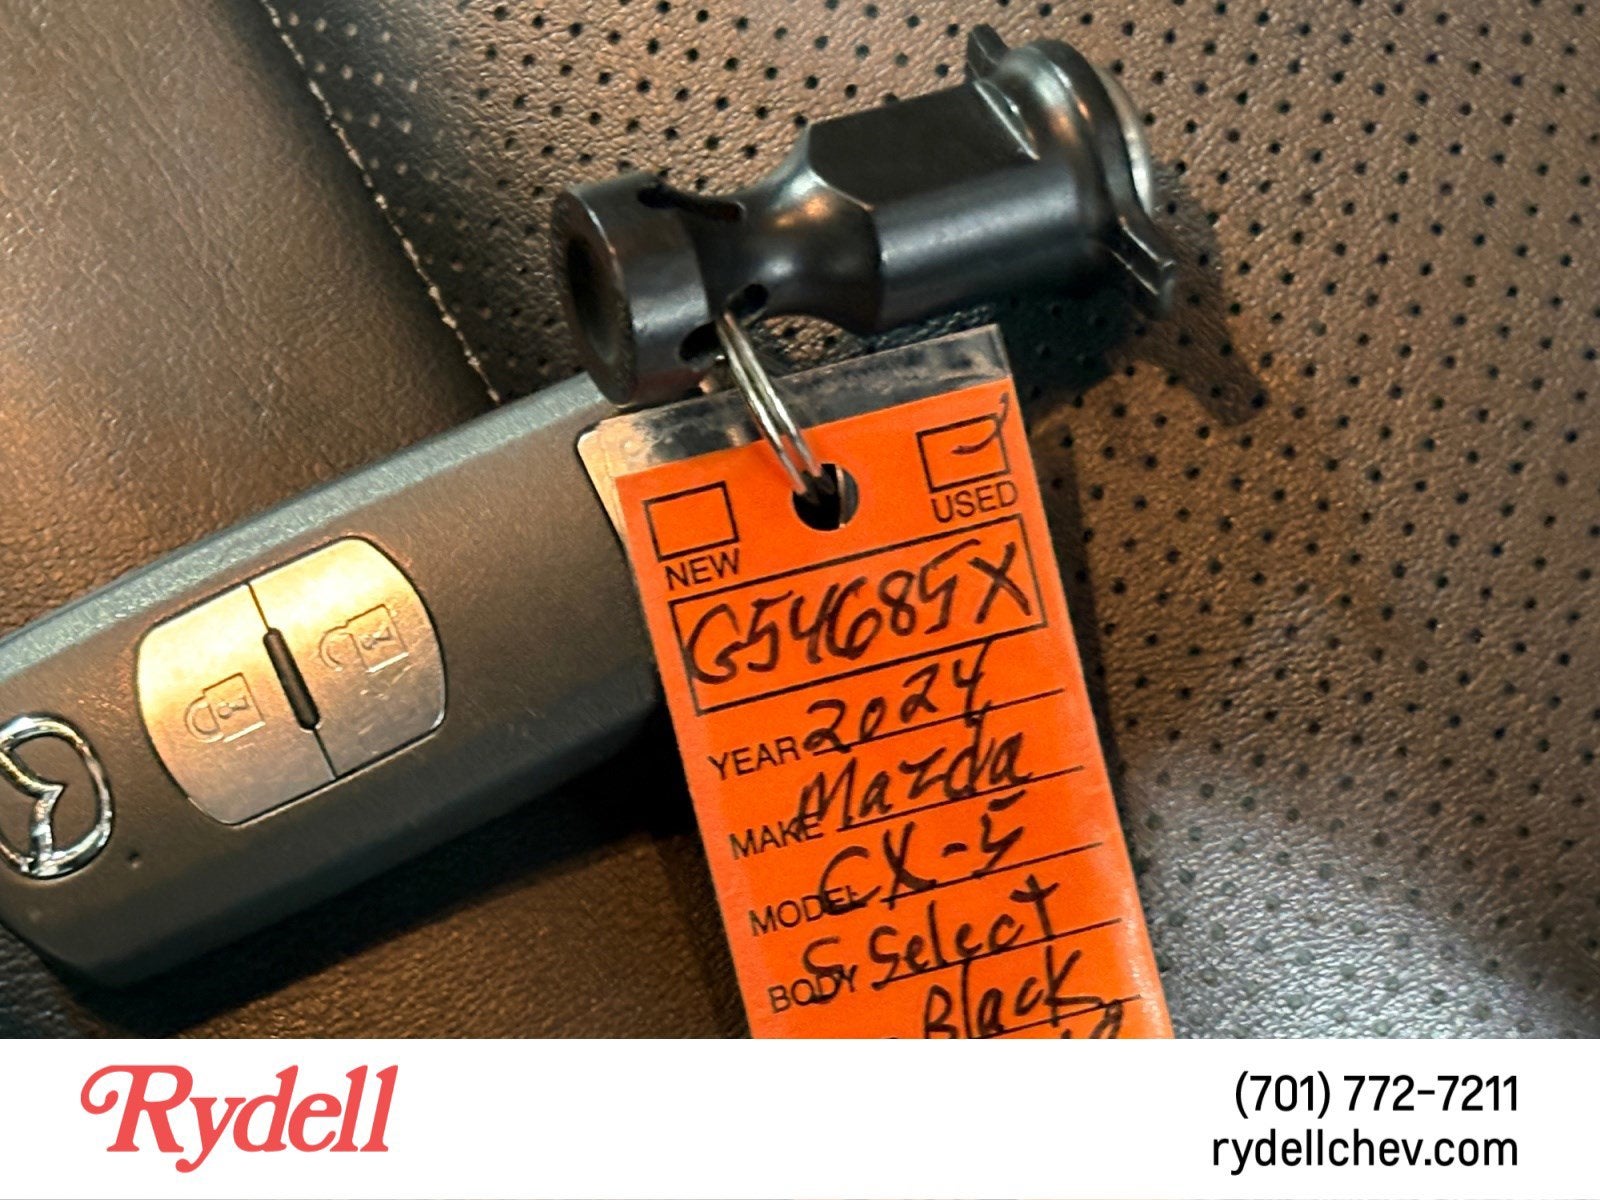 NEW
USED
G54685X
YEAR 2024
MAKE Mazda
MODEL CX-5
BODY S Select
Black
Rydell
(701) 772-7211
rydellchev.com